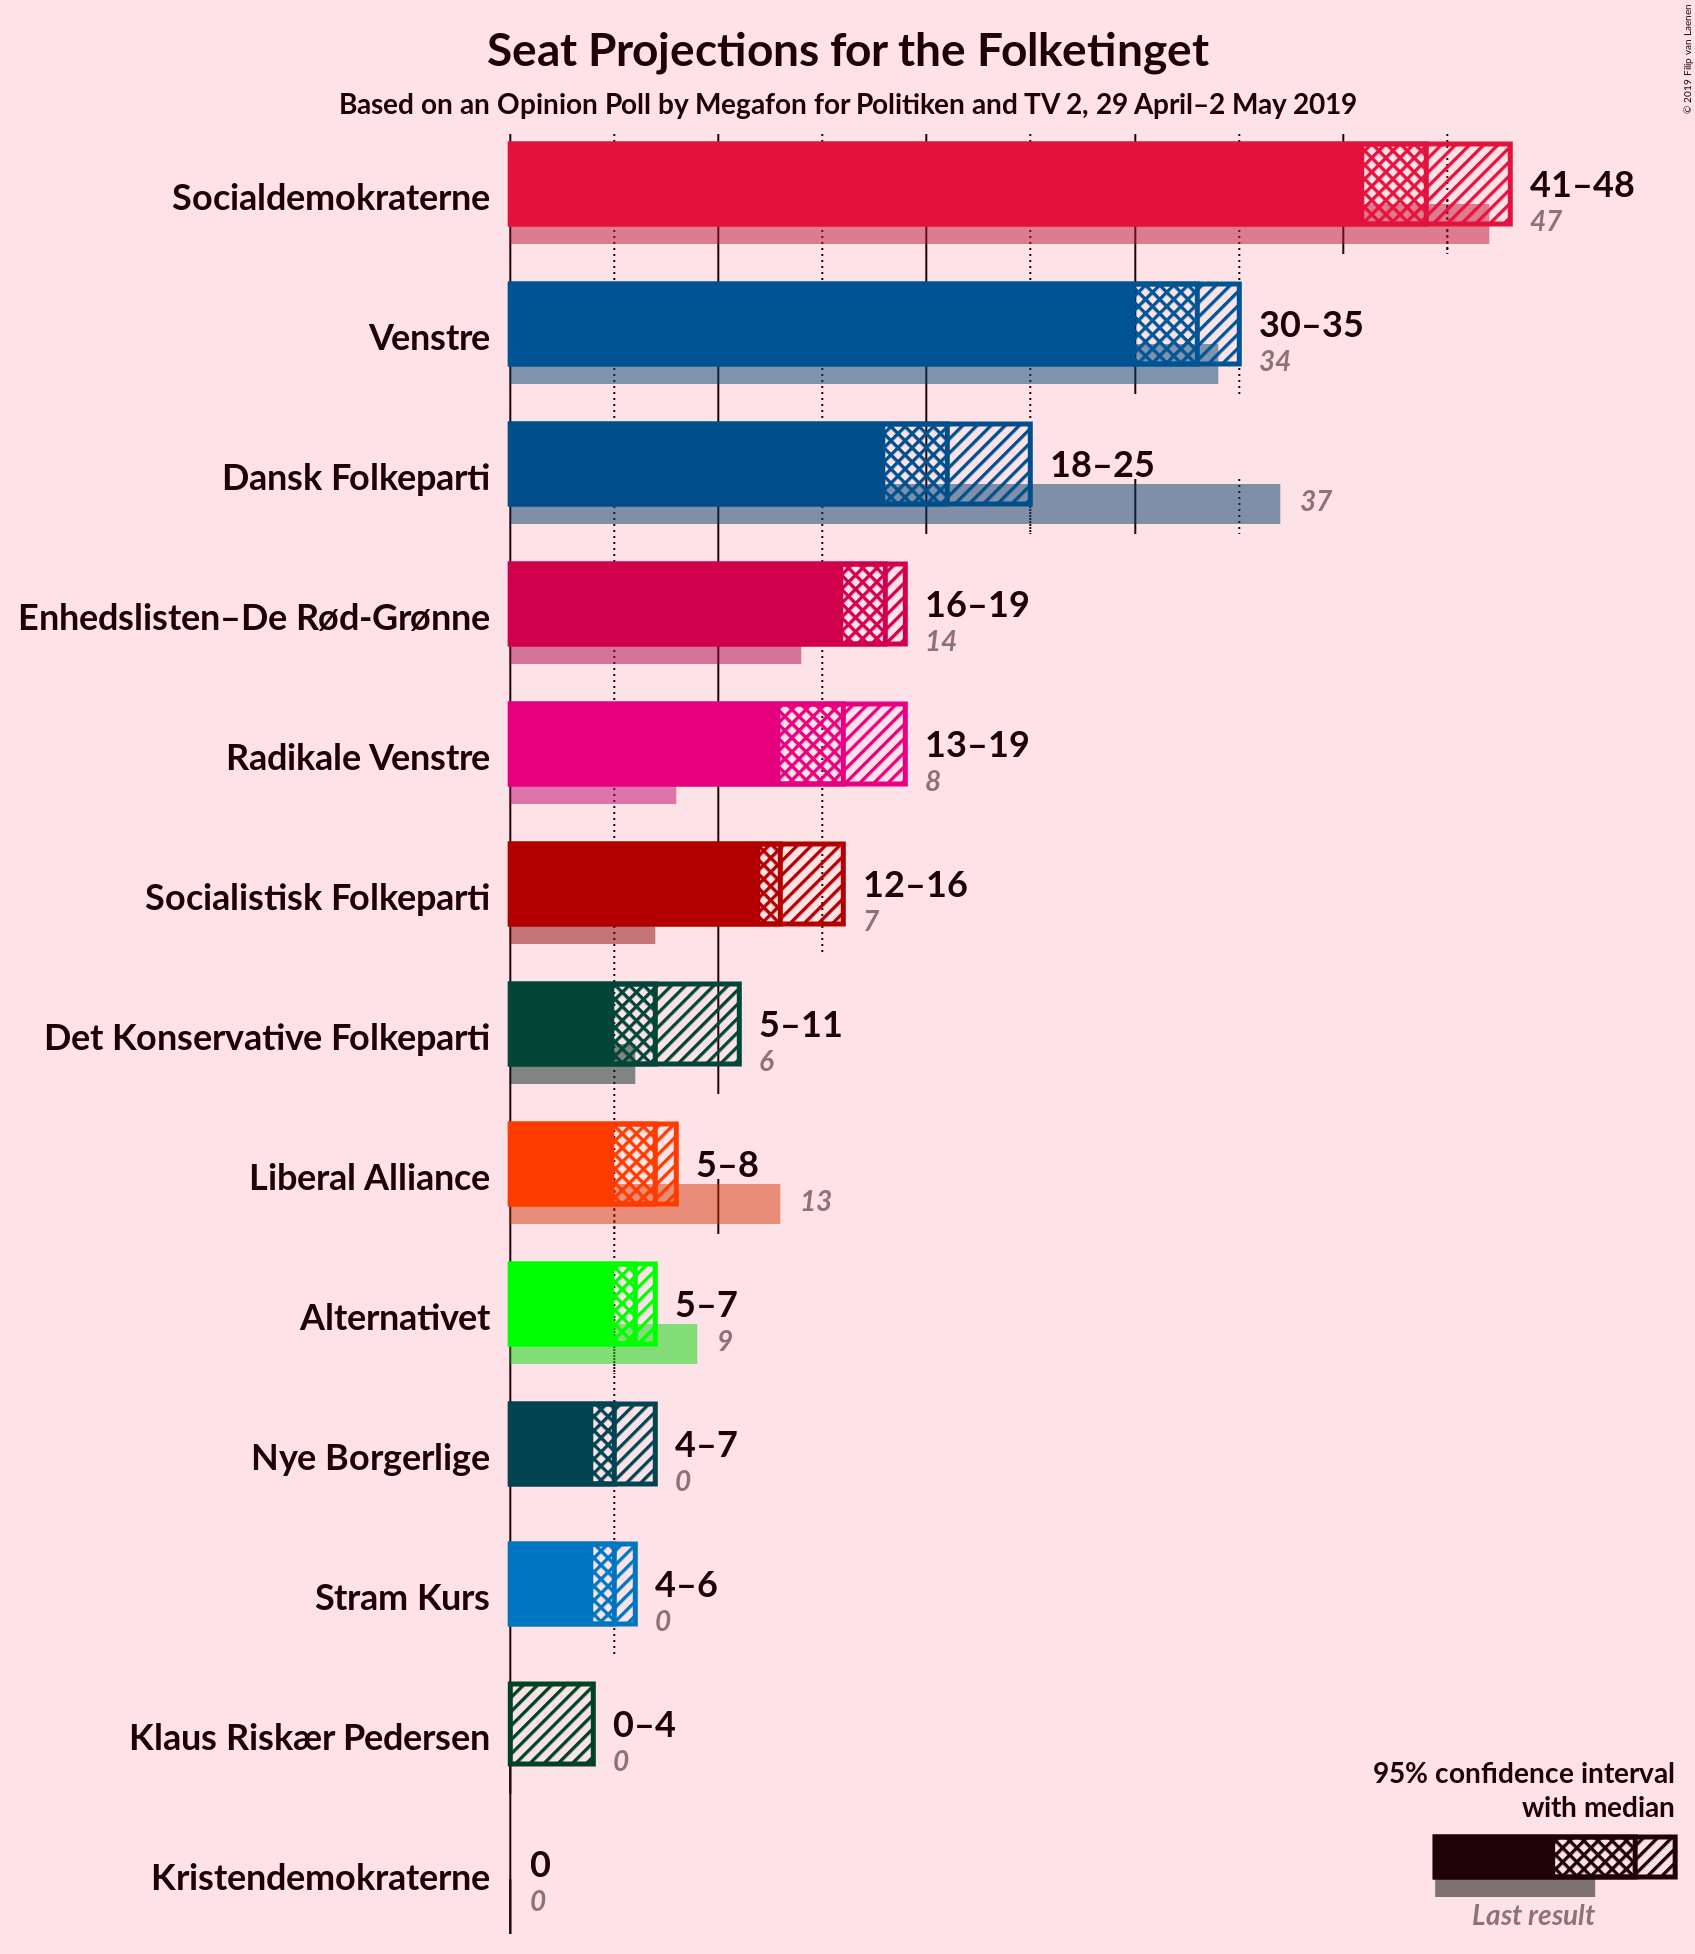 Seat Projections for the Folketinget
Based on an Opinion Poll by Megafon for Politiken and TV 2, 29 April–2 May 2019
© 2019 Filip van Laenen
Socialdemokraterne
41–48
47
Venstre
30–35
34
Dansk Folkeparti
18–25
37
Enhedslisten–De Rød-Grønne
16–19
14
Radikale Venstre
13–19
8
Socialistisk Folkeparti
12–16
7
Det Konservative Folkeparti
5–11
6
Liberal Alliance
5–8
13
Alternativet
5–7
9
Nye Borgerlige
4–7
0
Stram Kurs
4–6
0
Klaus Riskær Pedersen
0–4
0
Kristendemokraterne
0
0
95% confidence interval
with median
Last result